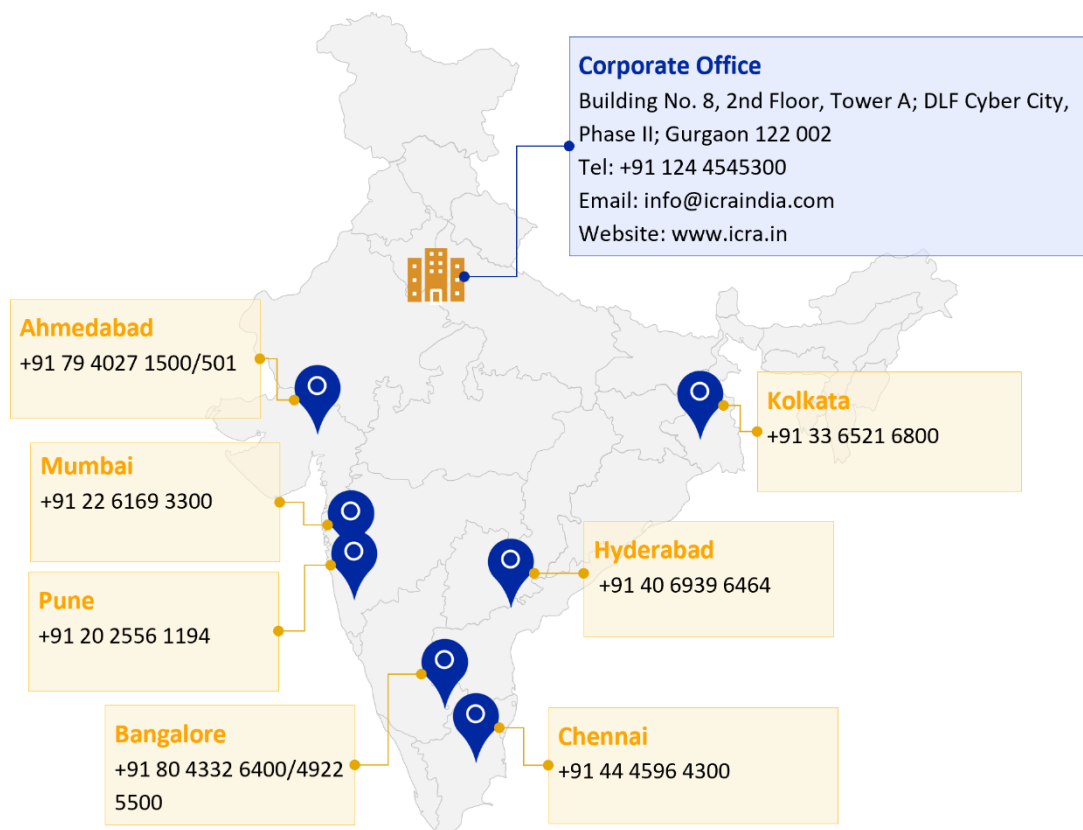 Corporate Office
Building No. 8, 2nd Floor, Tower A; DLF Cyber City,
Phase II; Gurgaon 122 002
Tel: +91 124 4545300
Email: info@icraindia.com
Website: www.icra.in
Ahmedabad
+91 79 4027 1500/501
Kolkata
+91 33 6521 6800
Mumbai
+91 22 6169 3300
Hyderabad
+91 40 6939 6464
Pune
+91 20 2556 1194
Bangalore
+91 80 4332 6400/4922
5500
Chennai
+91 44 4596 4300